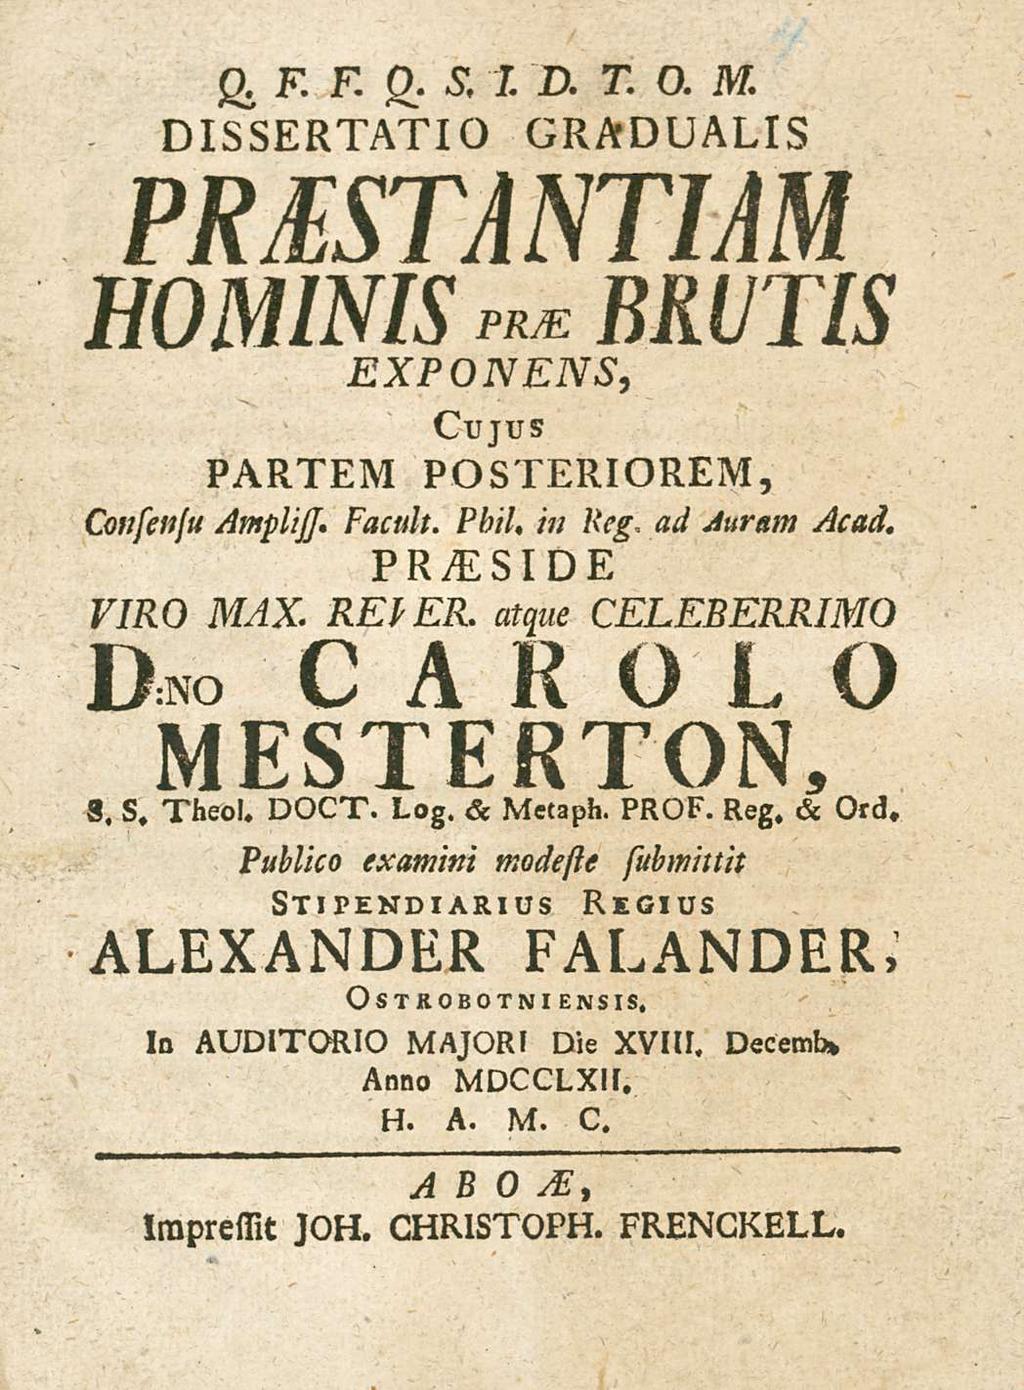 Q. F. F. Q. S. I. D. T. O. M.
DISSERTATIO GRADUALIS
PRÆSTANTIAM
HOMINIS PRÆ BRUTIS
EXPONENS,
CUJUS
PARTEM POSTERIOREM,
Conſenſu Ampliſſ. Facult. Phil. in Reg. ad Auram Acad.
PRÆSIDE
VIRO MAX. REVER. atque CELEBERRIMO
D:NO CAROLO
MESTERTON,
S. S. Theol. DOCT. Log. & Metaph. PROF. Reg. & Ord.
Publico examini modeſte ſubmittit
STIPENDIARIUS REGIUS
ALEXANDER FALANDER,
OSTROBOTNIENSIS.
In AUDITORIO MAJORI Die XVIII. Decemb.
Anno MDCCLXII.
H. A. M. C.
ABOÆ,
Impreſſit JOH. CHRISTOPH. FRENCKELL.